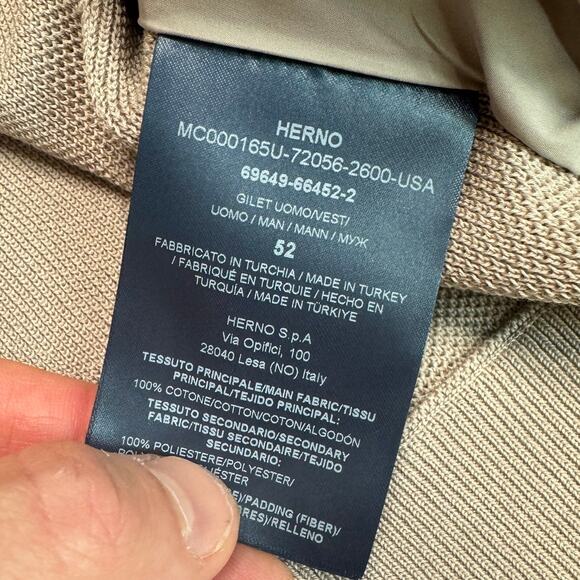 HERNO
MC000165U-72056-2600-USA
69649-66452-2
GILET UOMO/VEST/
UOMO / MAN / MANN / МУЖ
52
FABBRICATO IN TURCHIA / MADE IN TURKEY
/ FABRIQUÉ EN TURQUIE / HECHO EN
TURQUÍA / MADE IN TÜRKİYE
HERNO S.p.A
Via Opifici, 100
28040 Lesa (NO) Italy
TESSUTO PRINCIPALE/MAIN FABRIC/TISSU
PRINCIPAL/TEJIDO PRINCIPAL:
100% COTONE/COTTON/COTON/ALGODÓN
TESSUTO SECONDARIO/SECONDARY
FABRIC/TISSU SECONDAIRE/TEJIDO
SECUNDARIO:
100% POLIESTERE/POLYESTER/
/PADDING (FIBER)/
/RELLENO